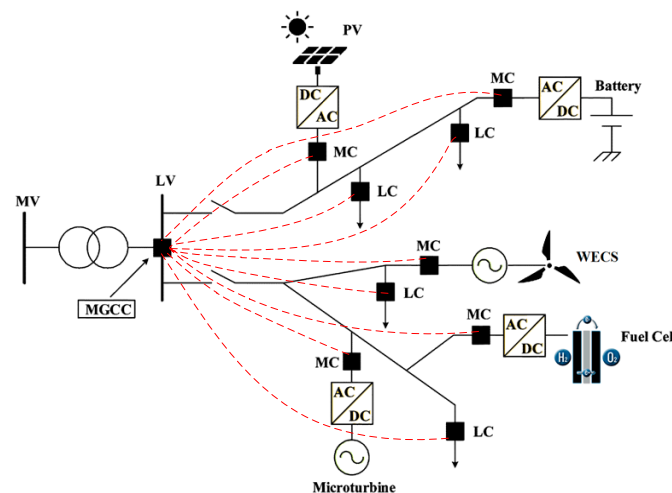 PV
DC
AC
MC
MC
AC
DC
Battery
LC
LC
LV
MV
MGCC
MC
WECS
LC
MC
AC
DC
H₂
O₂
Fuel Cel
MC
AC
DC
LC
Microturbine